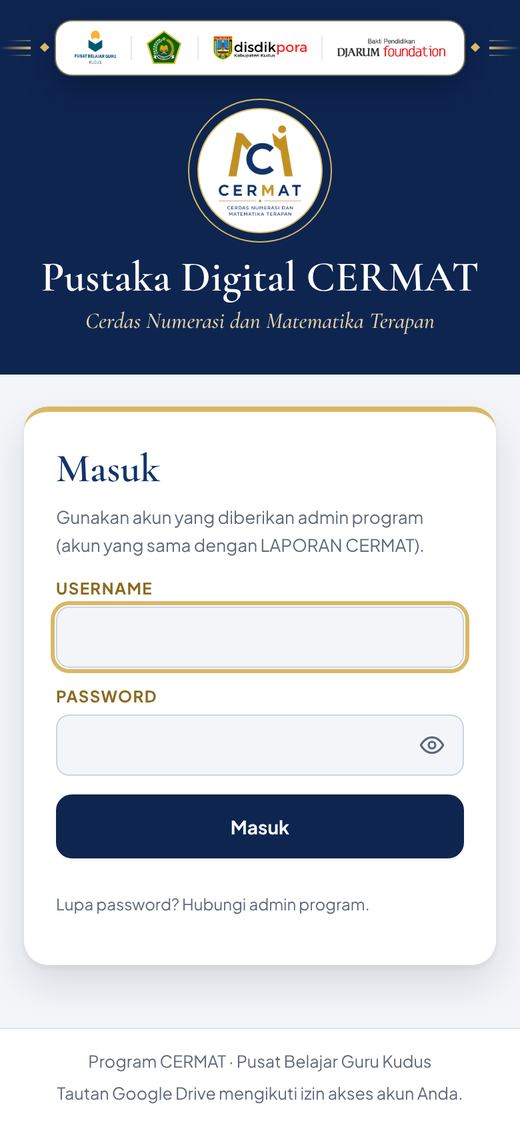 PUSAT BELAJAR GURU
KUDUS
disdikpora
Kabupaten Kudus
Bakti Pendidikan
DJARUM foundation
CERMAT
CERDAS NUMERASI DAN
MATEMATIKA TERAPAN
Pustaka Digital CERMAT
Cerdas Numerasi dan Matematika Terapan
Masuk
Gunakan akun yang diberikan admin program
(akun yang sama dengan LAPORAN CERMAT).
USERNAME
PASSWORD
Masuk
Lupa password? Hubungi admin program.
Program CERMAT · Pusat Belajar Guru Kudus
Tautan Google Drive mengikuti izin akses akun Anda.